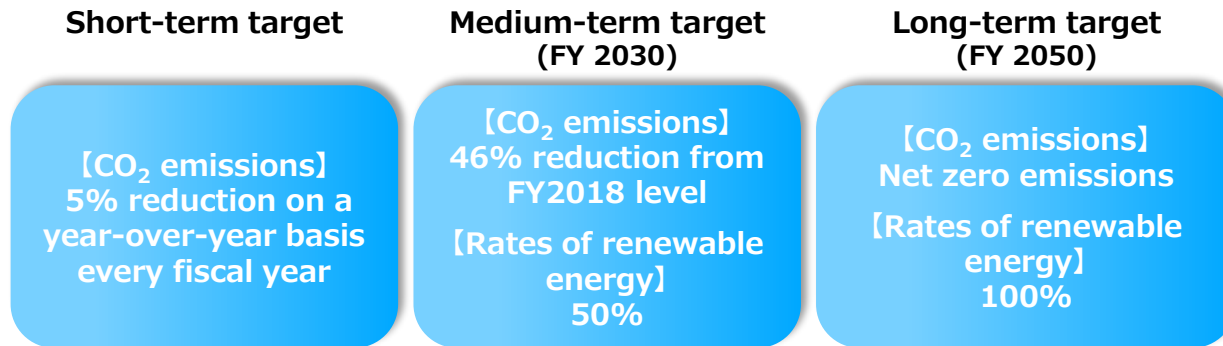 Short-term target
Medium-term target
(FY 2030)
Long-term target
(FY 2050)
【CO₂ emissions】
5% reduction on a
year-over-year basis
every fiscal year
【CO₂ emissions】
46% reduction from
FY2018 level
【Rates of renewable
energy】
50%
【CO₂ emissions】
Net zero emissions
【Rates of renewable
energy】
100%